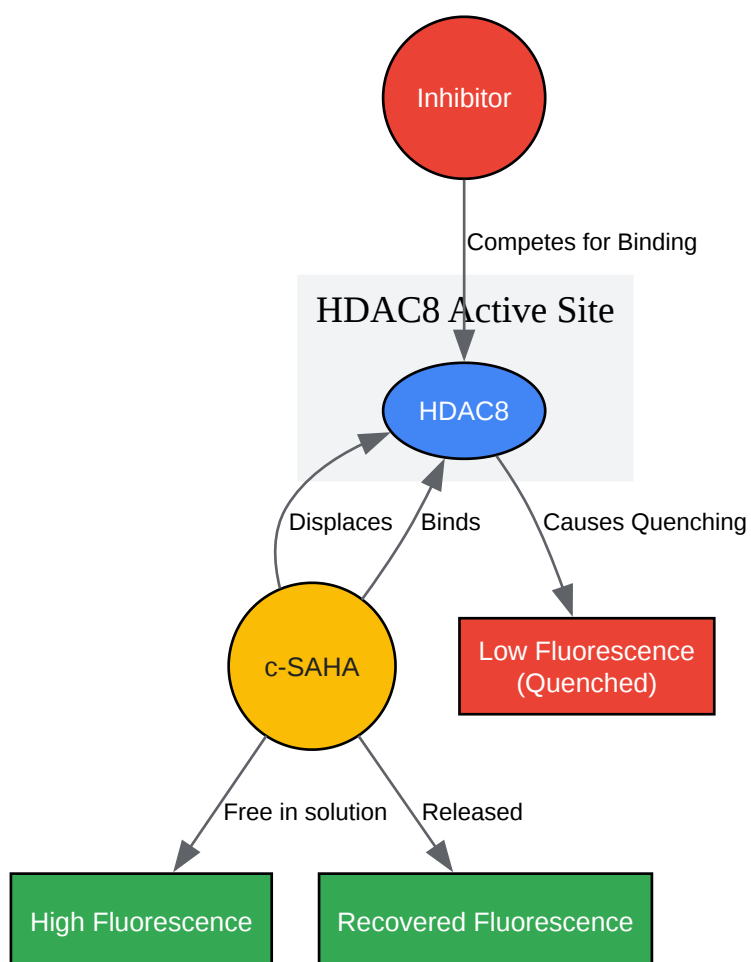 Inhibitor
Competes for Binding
HDAC8 Active Site
HDAC8
Displaces
Binds
Causes Quenching
c-SAHA
Low Fluorescence
(Quenched)
Free in solution
Released
High Fluorescence
Recovered Fluorescence